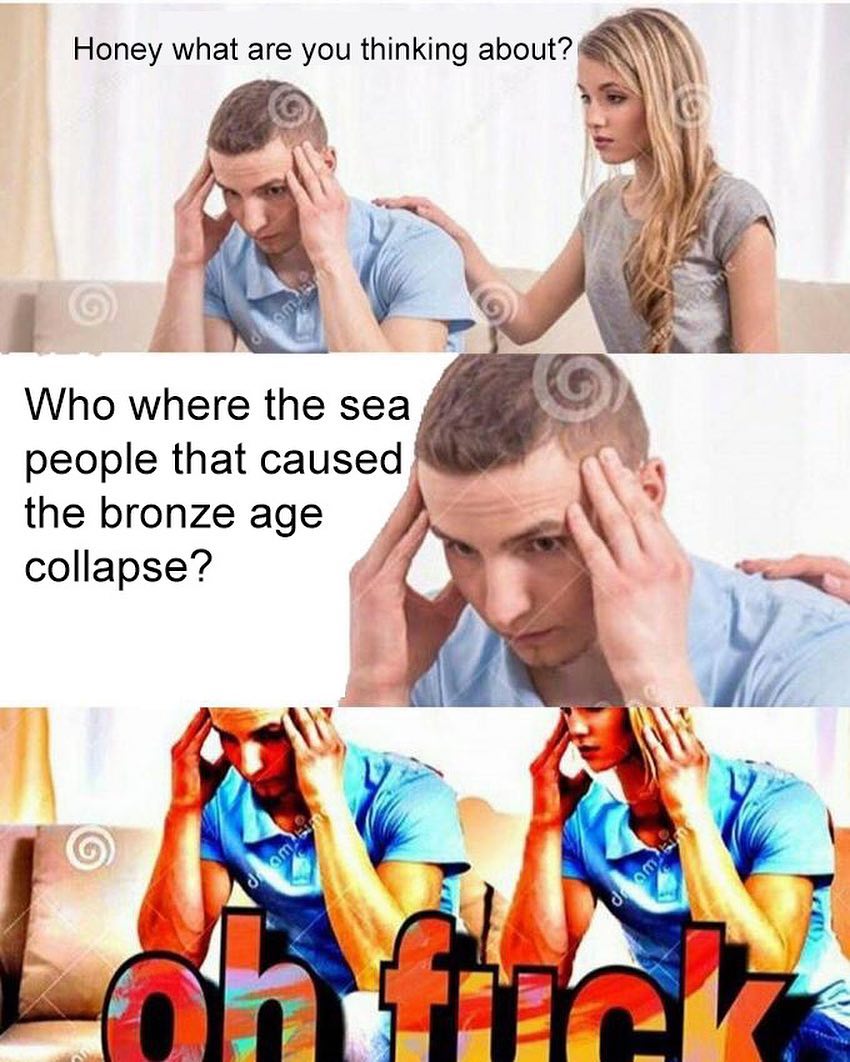 Honey what are you thinking about?
Who where the sea
people that caused
the bronze age
collapse?
oh fuck